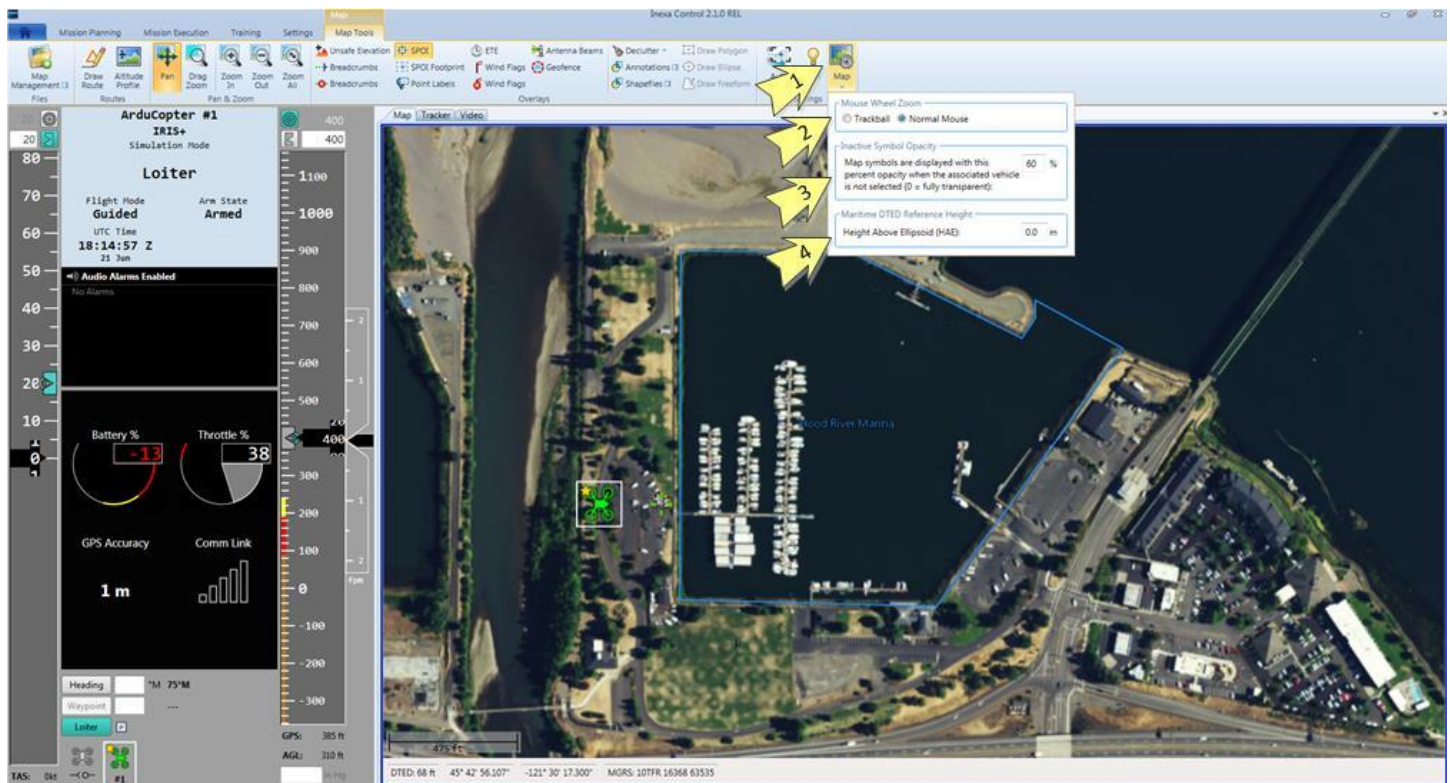 Map
Inexa Control 2.1.0 REL
Mission Planning Mission Execution Training Settings Map Tools
Map Management
Draw Route
Altitude Profile
Pan
Drag Zoom
Zoom In
Zoom Out
Zoom All
Unsafe Elevation SPOI ETE Antenna Beams Declutter Draw Polygon
Breadcrumbs SPOI Footprint Wind Flags Geofence Annotations Draw Ellipse
Breadcrumbs Point Labels Wind Flags Shapefiles Draw Freeform
Map
Files Routes Pan & Zoom Overlays
1
Mouse Wheel Zoom
Trackball Normal Mouse
2
Inactive Symbol Opacity
Map symbols are displayed with this 60 %
percent opacity when the associated vehicle
is not selected (0 = fully transparent):
3
Maritime DTED Reference Height
Height Above Ellipsoid (HAE): 0.0 m
4
Map Tracker Video
20
20
80
70
60
50
40
30
20
10
0
ArduCopter #1
IRIS+
Simulation Mode
Loiter
Flight Mode Arm State
Guided Armed
UTC Time
18:14:57 Z
21 Jun
Audio Alarms Enabled
No Alarms
Battery % Throttle %
-13 38
GPS Accuracy Comm Link
1 m
400
400
1100
1000
900
800
700
600
500
400
300
200
100
0
-100
-200
-300
2
1
1
2
fpm
Heading °M 75°M
Waypoint ---
Loiter
#1
TAS: 0kt
GPS: 385 ft
AGL: 310 ft
in Hg
Hood River Marina
475 ft
DTED: 68 ft 45° 42' 56.107" -121° 30' 17.300" MGRS: 10TFR 16368 63535